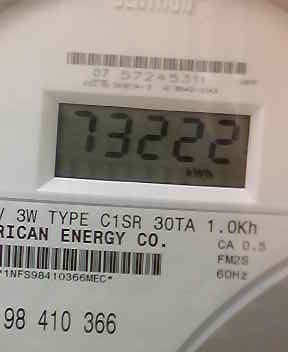 07 57245311
73222
kWh
V 3W TYPE C1SR 30TA 1.0Kh
RICAN ENERGY CO.
CA 0.5
FM2S
60Hz
*1NFS98410366MEC*
98 410 366